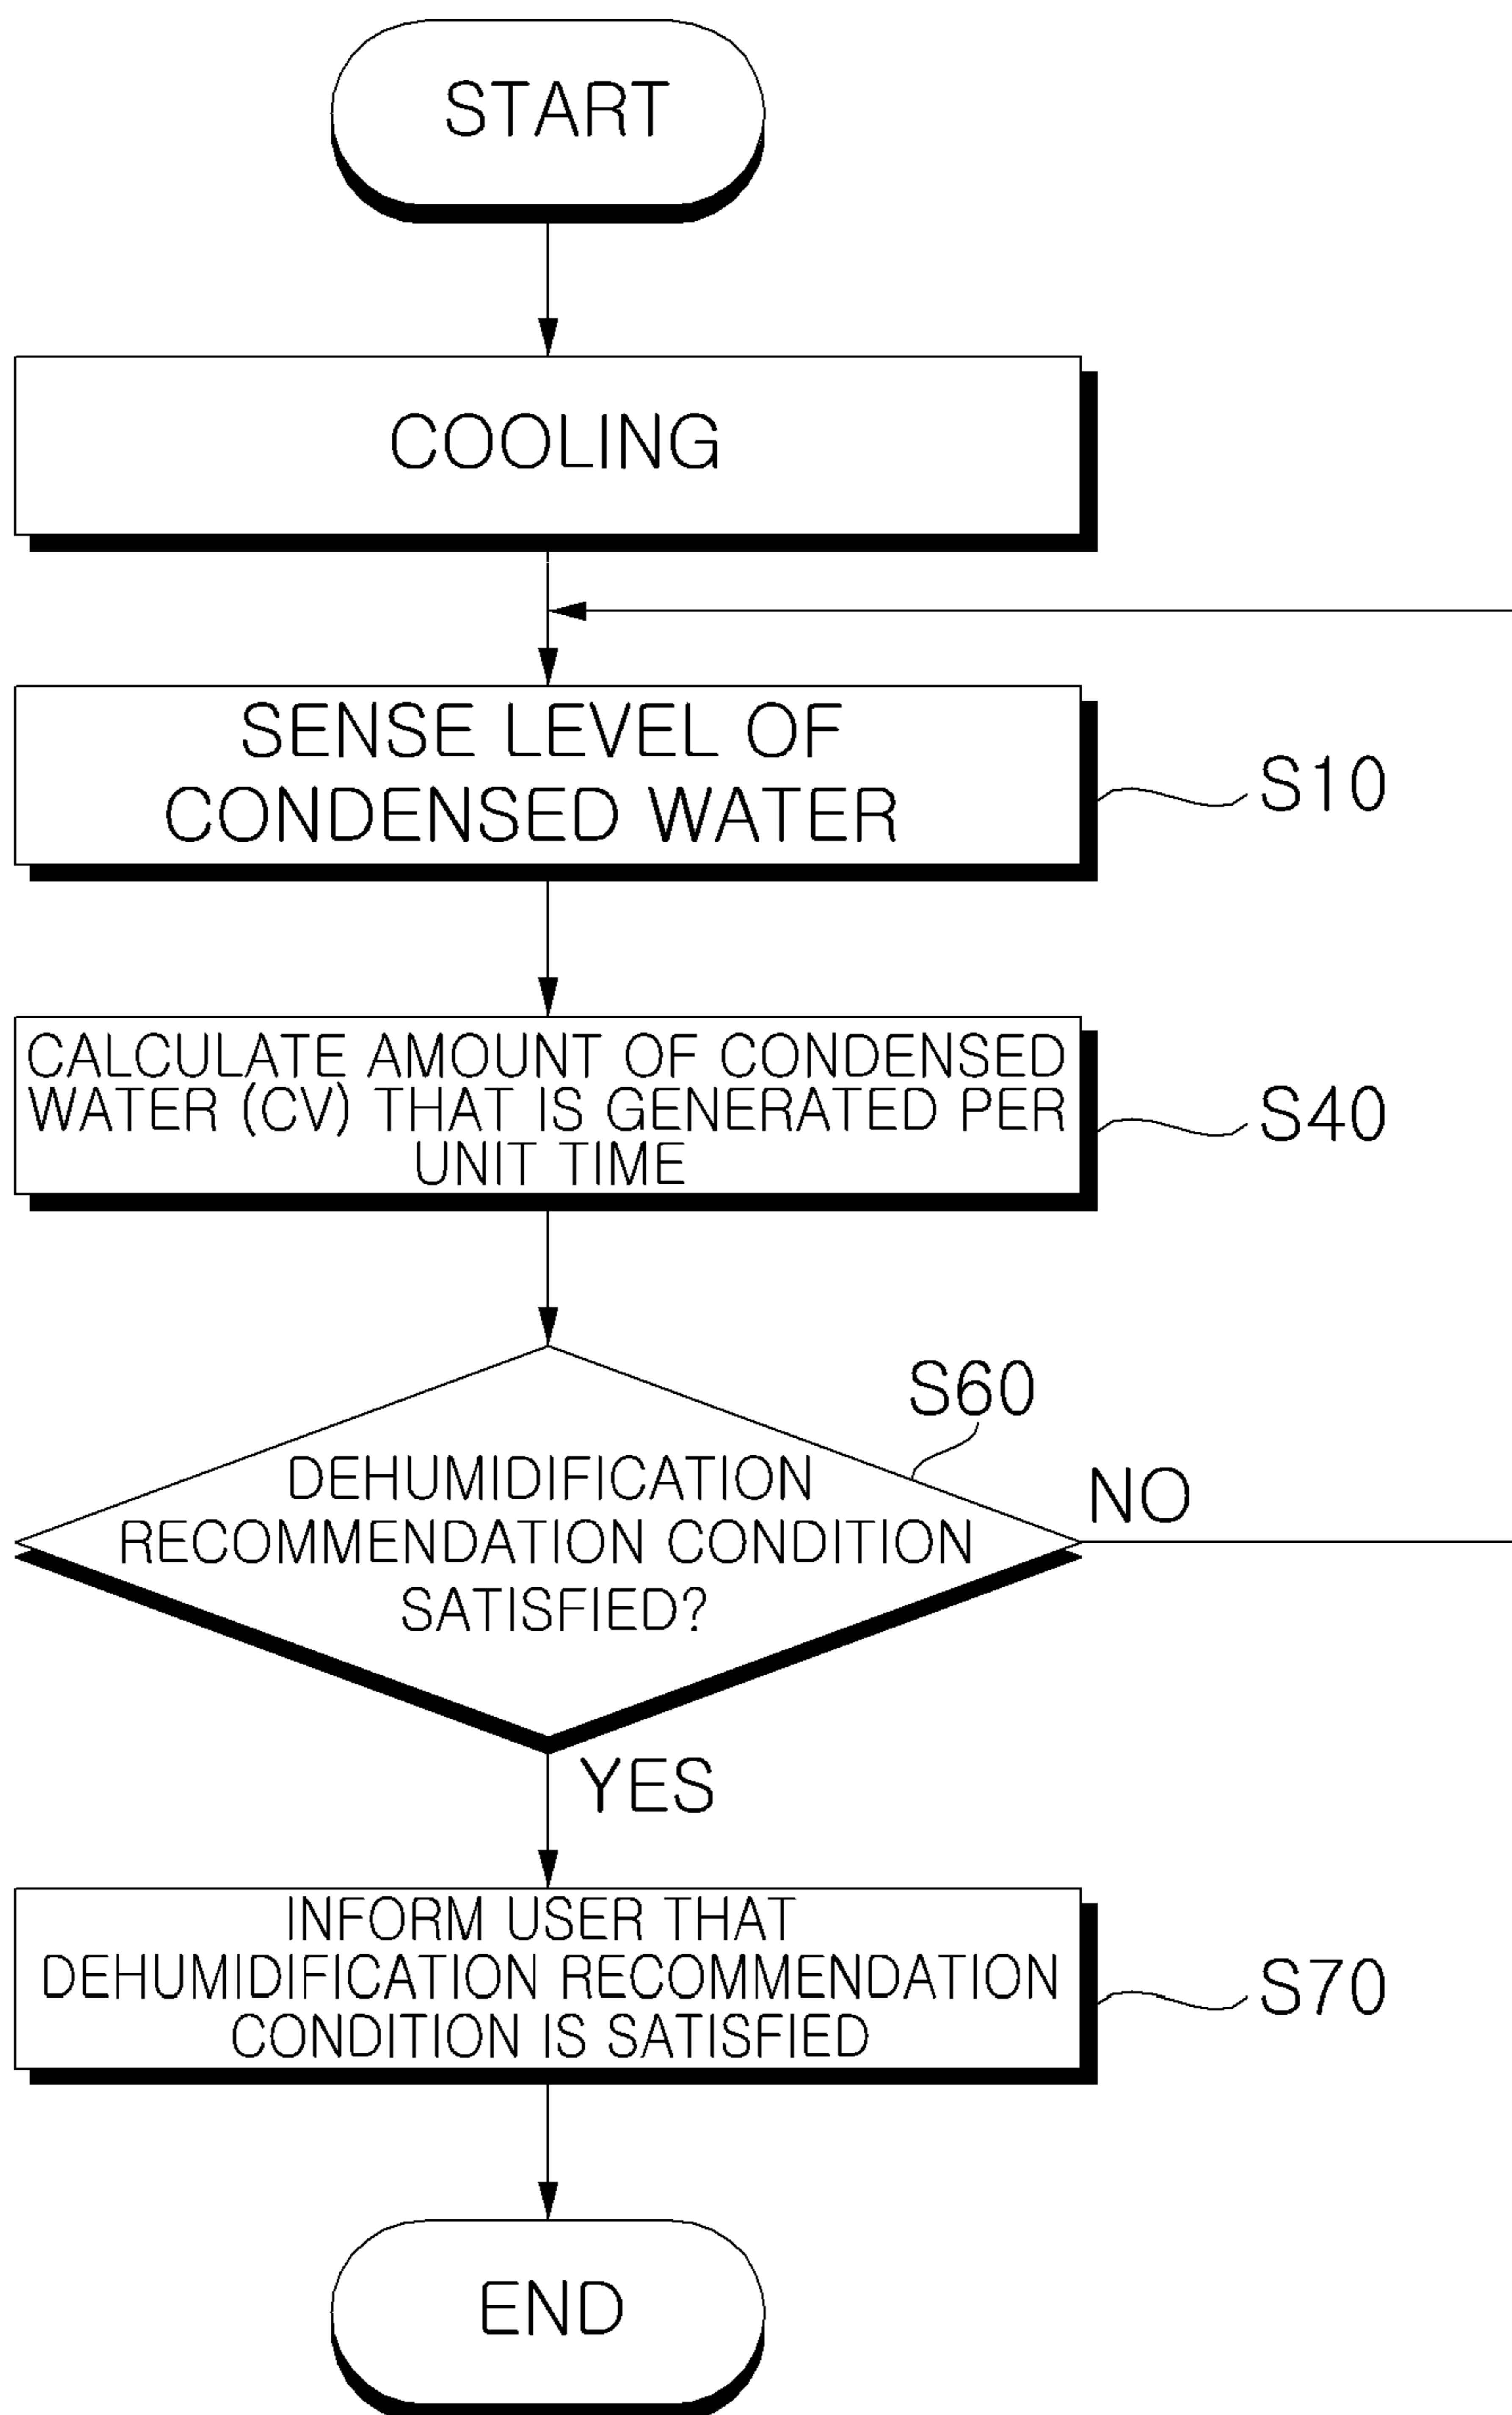 START
COOLING
SENSE LEVEL OF
CONDENSED WATER
S10
CALCULATE AMOUNT OF CONDENSED
WATER (CV) THAT IS GENERATED PER
UNIT TIME
S40
S60
DEHUMIDIFICATION
RECOMMENDATION CONDITION
SATISFIED?
NO
YES
INFORM USER THAT
DEHUMIDIFICATION RECOMMENDATION
CONDITION IS SATISFIED
S70
END